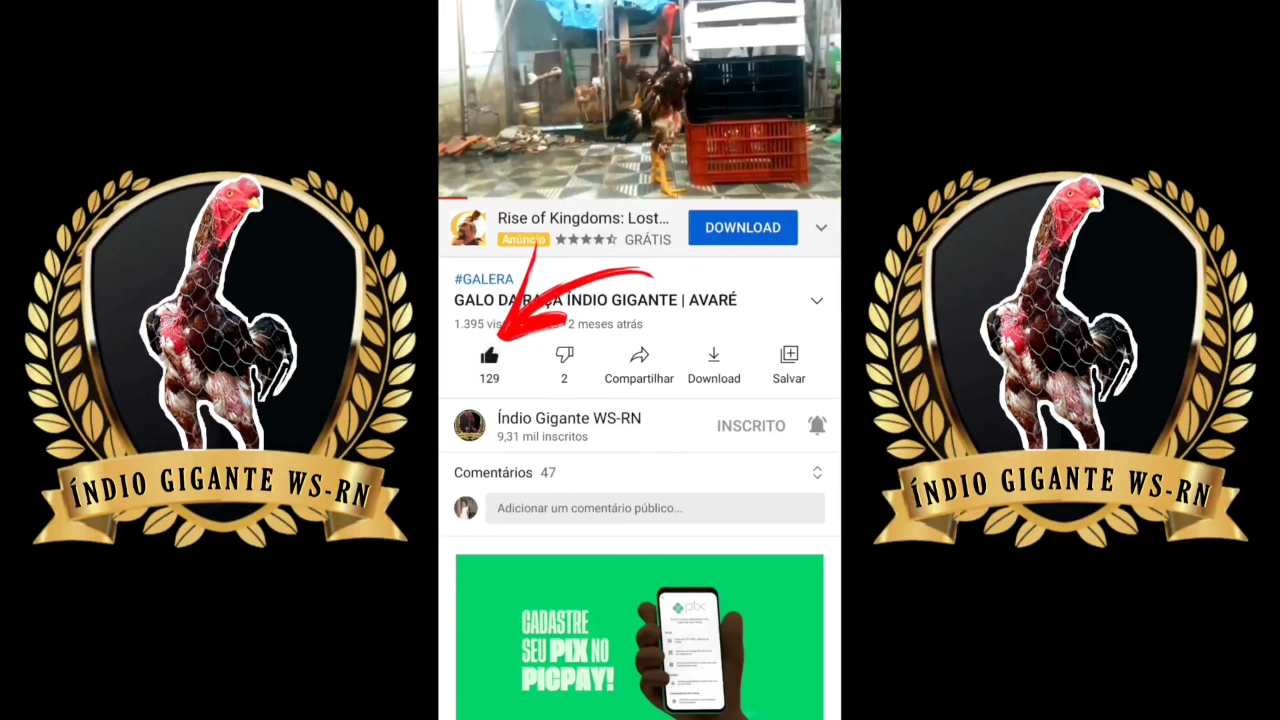 Rise of Kingdoms: Lost...
Anúncio GRÁTIS
DOWNLOAD
#GALERA
GALO DA RAÇA ÍNDIO GIGANTE | AVARÉ
1.395 2 meses atrás
129
2
Compartilhar
Download
Salvar
Índio Gigante WS-RN
9,31 mil inscritos
INSCRITO
Comentários 47
Adicionar um comentário público...
CADASTRE
SEU PIX NO
PICPAY!
pix
ÍNDIO GIGANTE WS-RN
ÍNDIO GIGANTE WS-RN